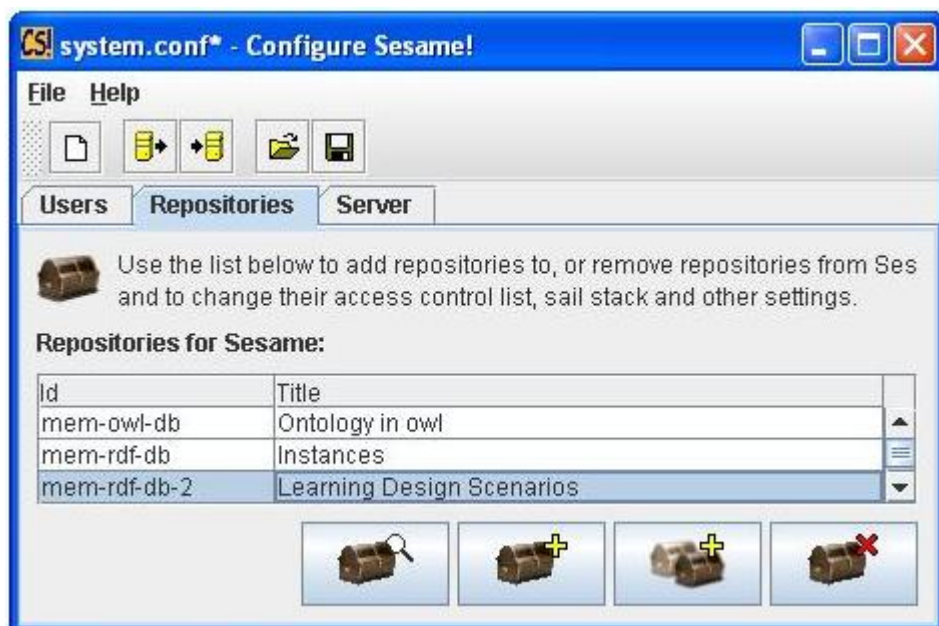 CS! system.conf* - Configure Sesame!
File Help
Users Repositories Server
Use the list below to add repositories to, or remove repositories from Ses
and to change their access control list, sail stack and other settings.
Repositories for Sesame:
Id Title
mem-owl-db Ontology in owl
mem-rdf-db Instances
mem-rdf-db-2 Learning Design Scenarios